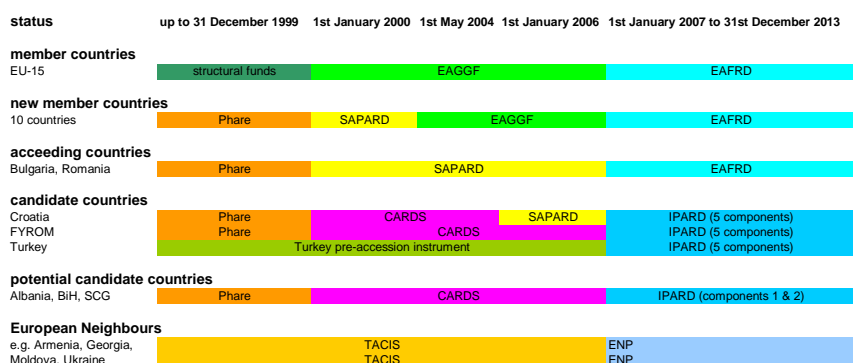 status up to 31 December 1999 1st January 2000 1st May 2004 1st January 2006 1st January 2007 to 31st December 2013
member countries
EU-15 structural funds EAGGF EAFRD
new member countries
10 countries Phare SAPARD EAGGF EAFRD
acceeding countries
Bulgaria, Romania Phare SAPARD EAFRD
candidate countries
Croatia Phare CARDS SAPARD IPARD (5 components)
FYROM Phare CARDS IPARD (5 components)
Turkey Turkey pre-accession instrument IPARD (5 components)
potential candidate countries
Albania, BiH, SCG Phare CARDS IPARD (components 1 & 2)
European Neighbours
e.g. Armenia, Georgia, TACIS ENP
Moldova, Ukraine TACIS ENP